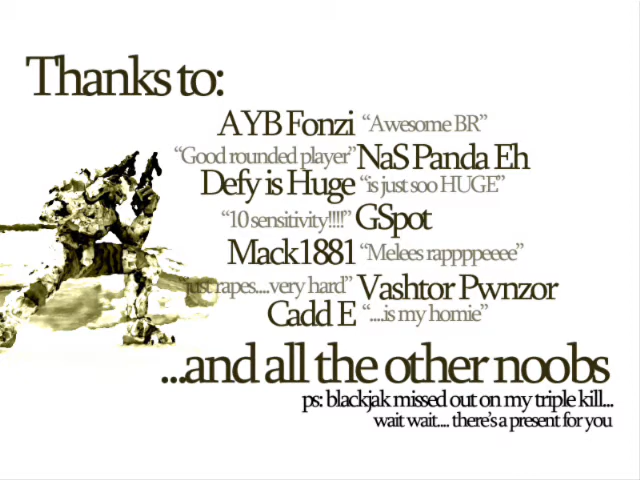 Thanks to:
AYB Fonzi “Awesome BR”
“Good rounded player” NaS Panda Eh
Defy is Huge “is just soo HUGE”
“10 sensitivity!!!!” GSpot
Mack1881 “Melees rappppeeee”
“just rapes....very hard” Vashtor Pwnzor
Cadd E “....is my homie”
...and all the other noobs
ps: blackjak missed out on my triple kill...
wait wait.... there's a present for you